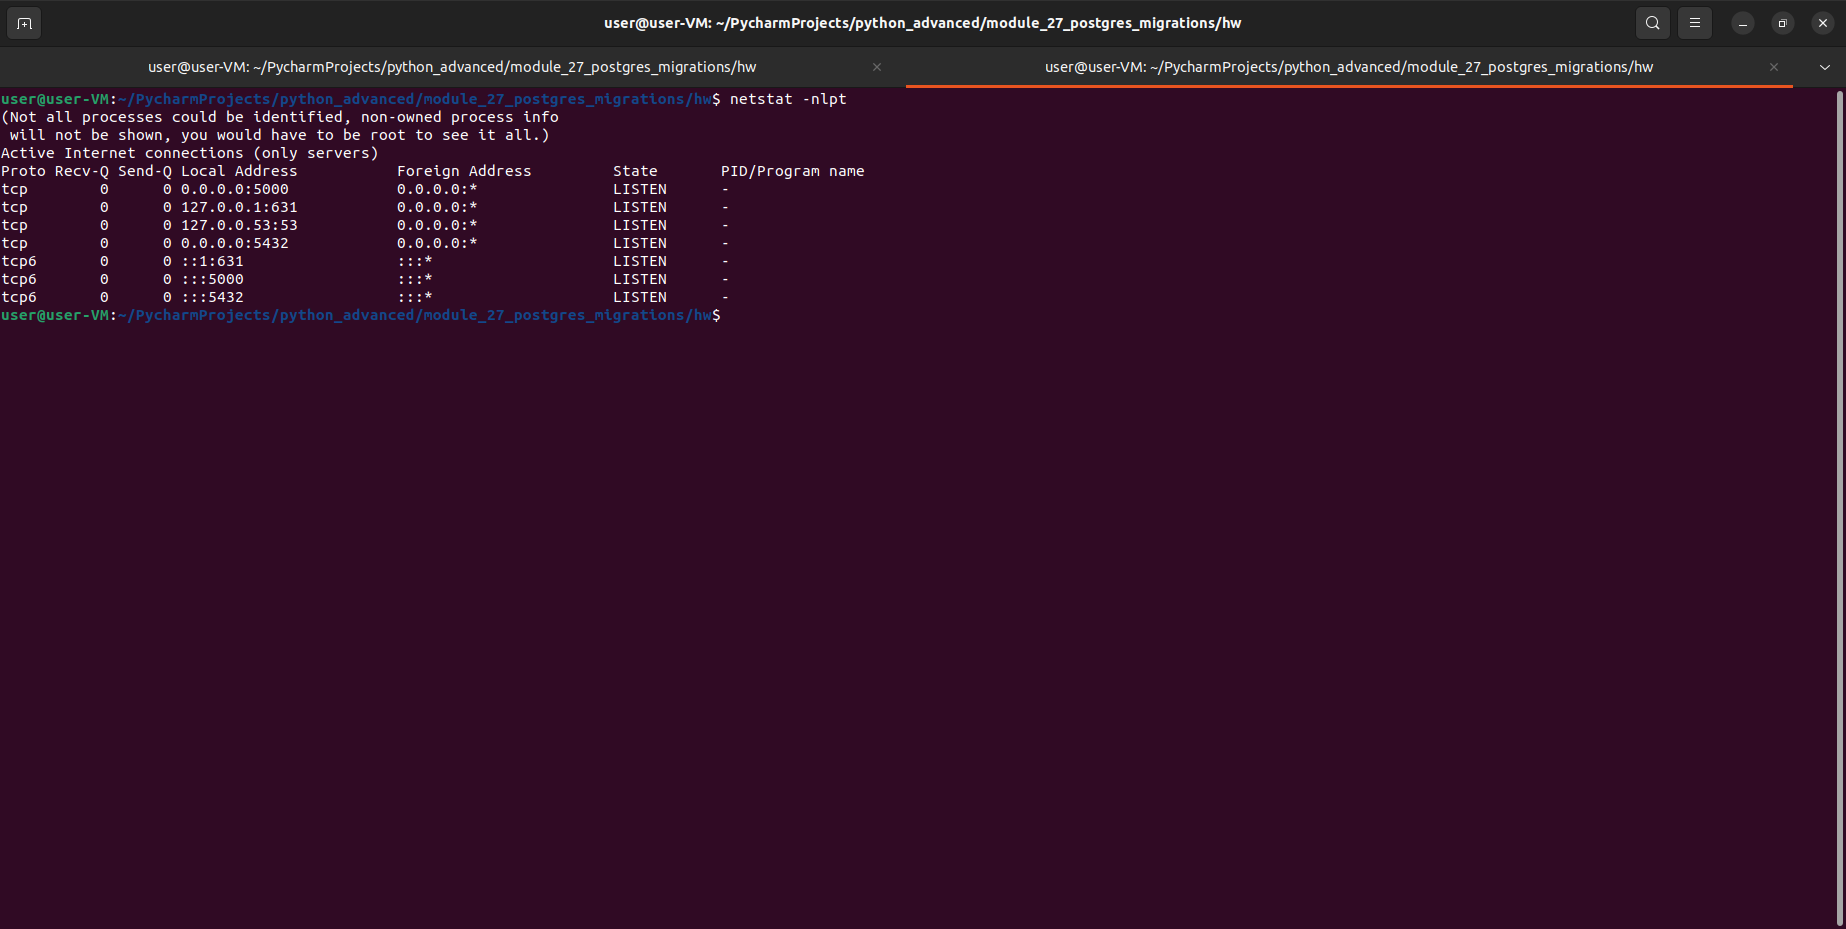 user@user-VM: ~/PycharmProjects/python_advanced/module_27_postgres_migrations/hw
user@user-VM: ~/PycharmProjects/python_advanced/module_27_postgres_migrations/hw
user@user-VM: ~/PycharmProjects/python_advanced/module_27_postgres_migrations/hw
user@user-VM:~/PycharmProjects/python_advanced/module_27_postgres_migrations/hw$ netstat -nlpt
(Not all processes could be identified, non-owned process info
 will not be shown, you would have to be root to see it all.)
Active Internet connections (only servers)
Proto Recv-Q Send-Q Local Address           Foreign Address         State       PID/Program name
tcp        0      0 0.0.0.0:5000            0.0.0.0:*               LISTEN      -
tcp        0      0 127.0.0.1:631           0.0.0.0:*               LISTEN      -
tcp        0      0 127.0.0.53:53           0.0.0.0:*               LISTEN      -
tcp        0      0 0.0.0.0:5432            0.0.0.0:*               LISTEN      -
tcp6       0      0 ::1:631                 :::*                    LISTEN      -
tcp6       0      0 :::5000                 :::*                    LISTEN      -
tcp6       0      0 :::5432                 :::*                    LISTEN      -
user@user-VM:~/PycharmProjects/python_advanced/module_27_postgres_migrations/hw$